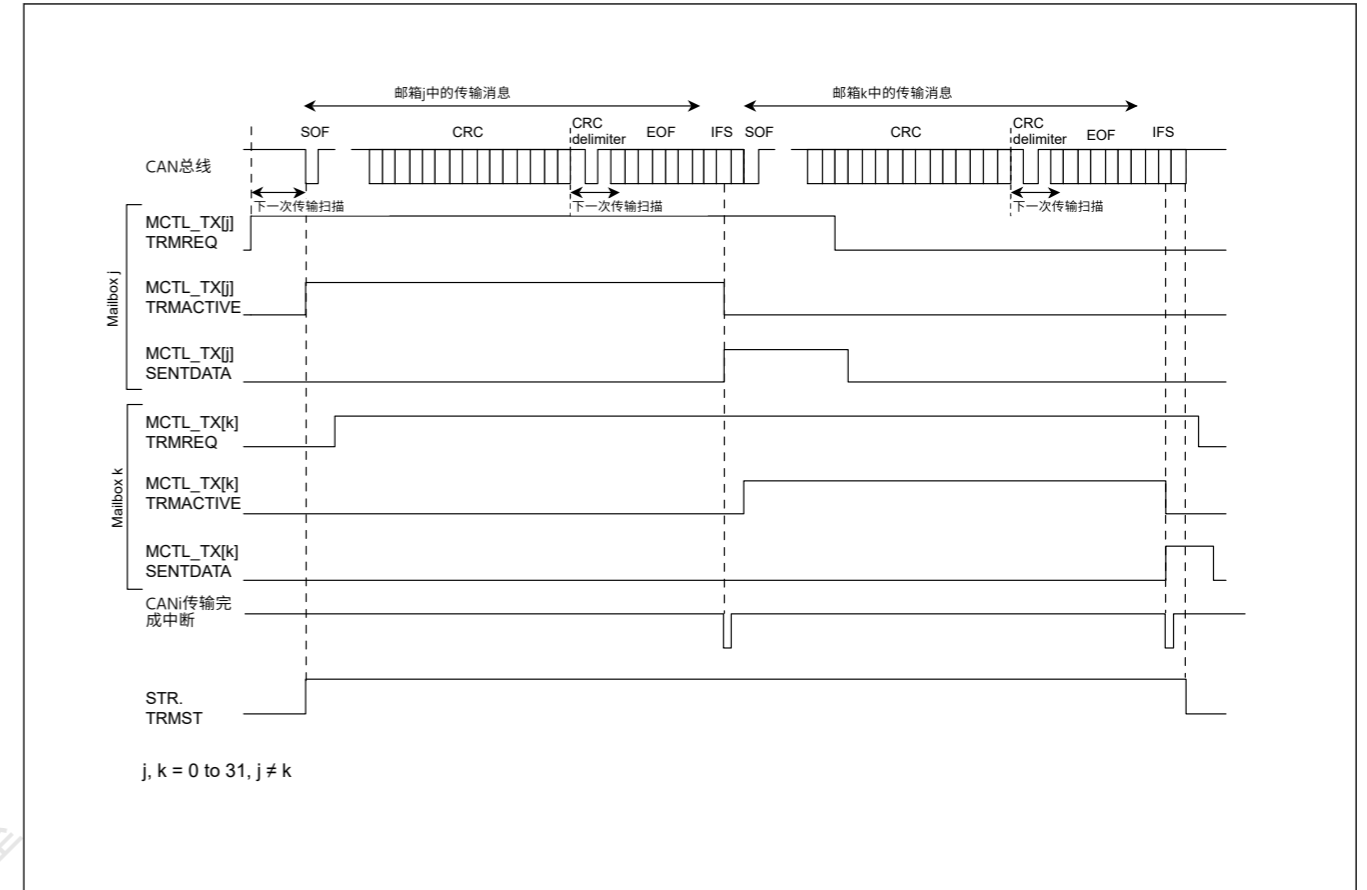 邮箱j中的传输消息
邮箱k中的传输消息
SOF
CRC
CRC
delimiter
EOF
IFS
SOF
CRC
CRC
delimiter
EOF
IFS
CAN总线
下一次传输扫描
下一次传输扫描
下一次传输扫描
Mailbox j
MCTL_TX[j]
TRMREQ
MCTL_TX[j]
TRMACTIVE
MCTL_TX[j]
SENTDATA
Mailbox k
MCTL_TX[k]
TRMREQ
MCTL_TX[k]
TRMACTIVE
MCTL_TX[k]
SENTDATA
CANi传输完
成中断
STR.
TRMST
j, k = 0 to 31, j ≠ k